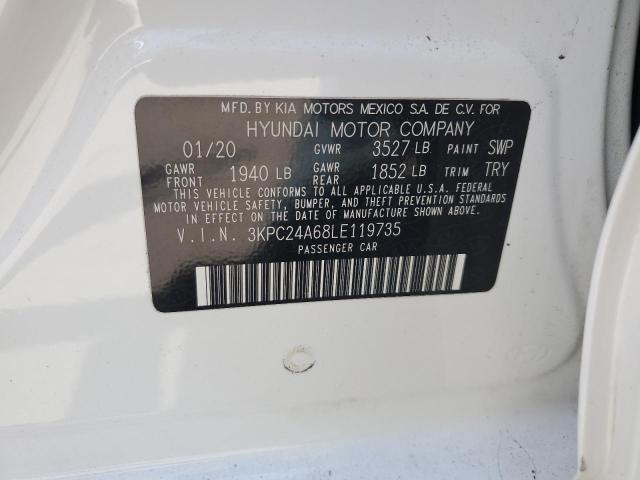 MFD. BY KIA MOTORS MEXICO S.A. DE C.V. FOR
HYUNDAI MOTOR COMPANY
01/20 GVWR 3527 LB PAINT SWP
GAWR FRONT 1940 LB GAWR REAR 1852 LB TRIM TRY
THIS VEHICLE CONFORMS TO ALL APPLICABLE U.S.A. FEDERAL
MOTOR VEHICLE SAFETY, BUMPER, AND THEFT PREVENTION STANDARDS
IN EFFECT ON THE DATE OF MANUFACTURE SHOWN ABOVE.
V.I.N. 3KPC24A68LE119735
PASSENGER CAR